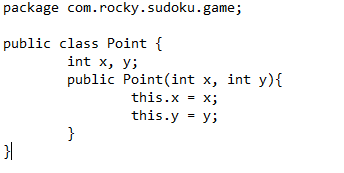 package com.rocky.sudoku.game;

public class Point {
        int x, y;
        public Point(int x, int y){
                this.x = x;
                this.y = y;
        }
}